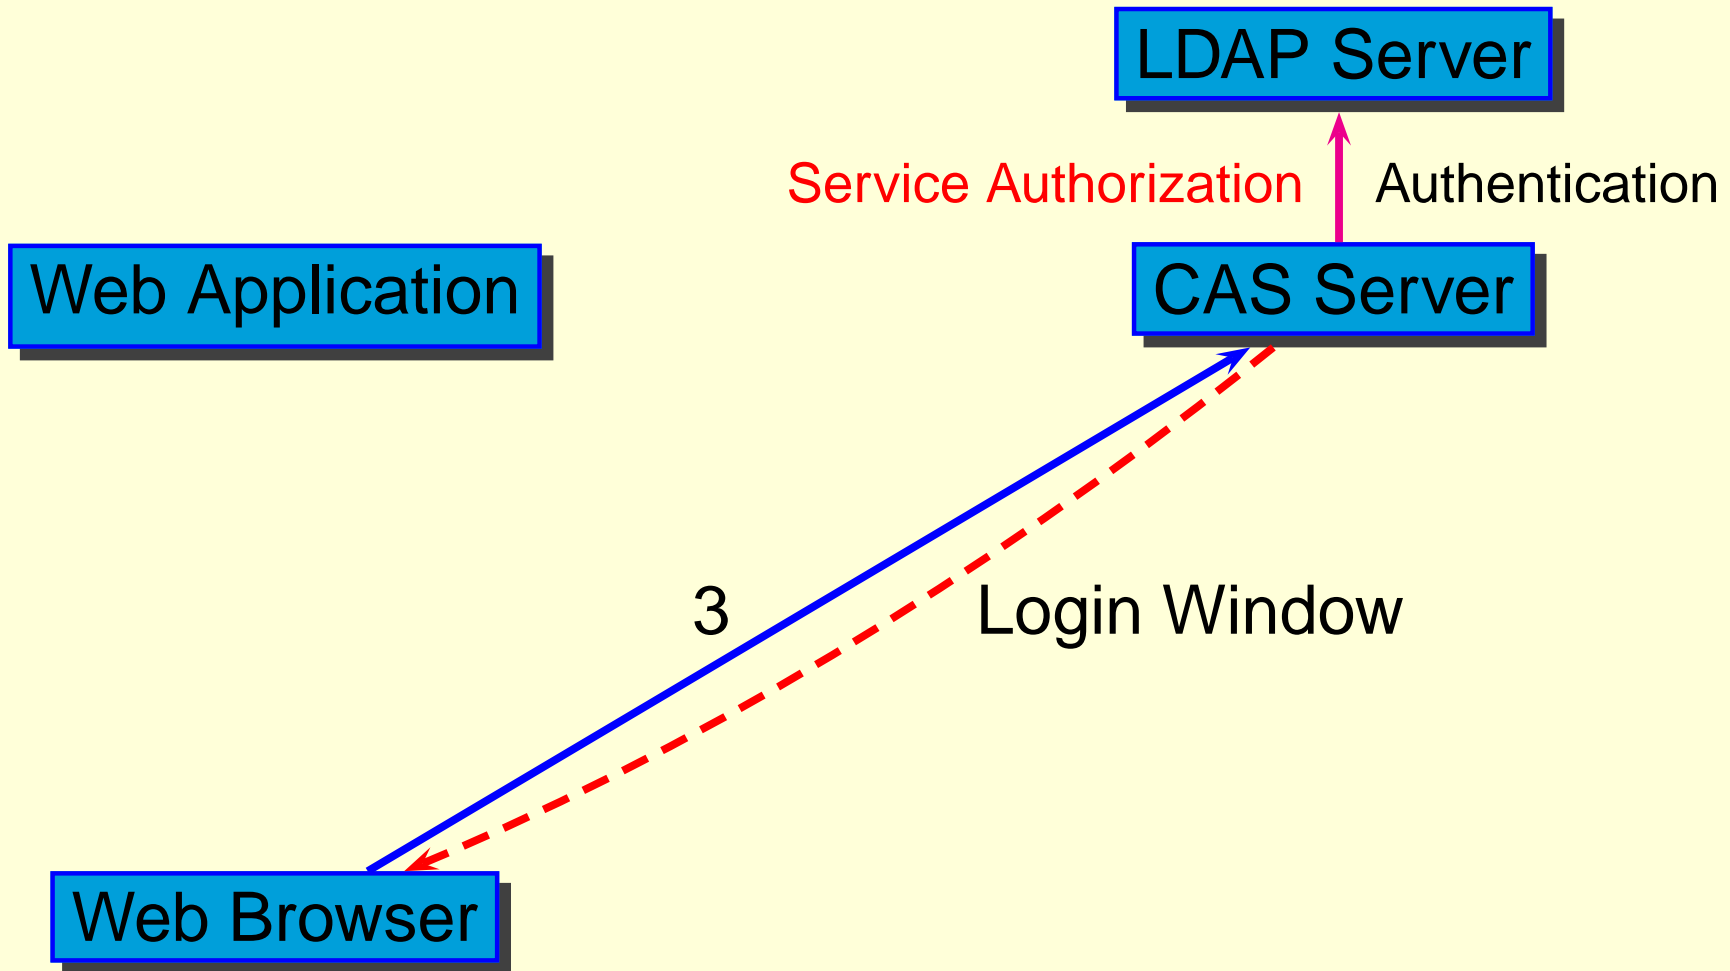 LDAP Server
Service Authorization
Authentication
Web Application
CAS Server
3
Login Window
Web Browser